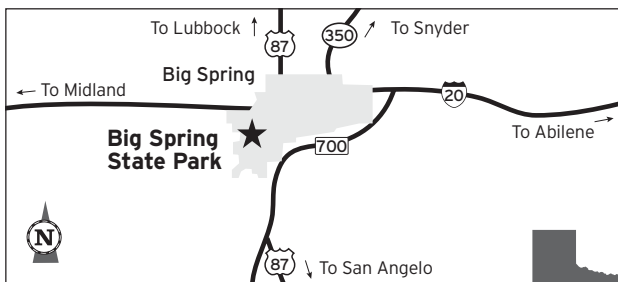 To Lubbock
87
350
To Snyder
Big Spring
To Midland
20
Big Spring
State Park
700
To Abilene
N
87
To San Angelo